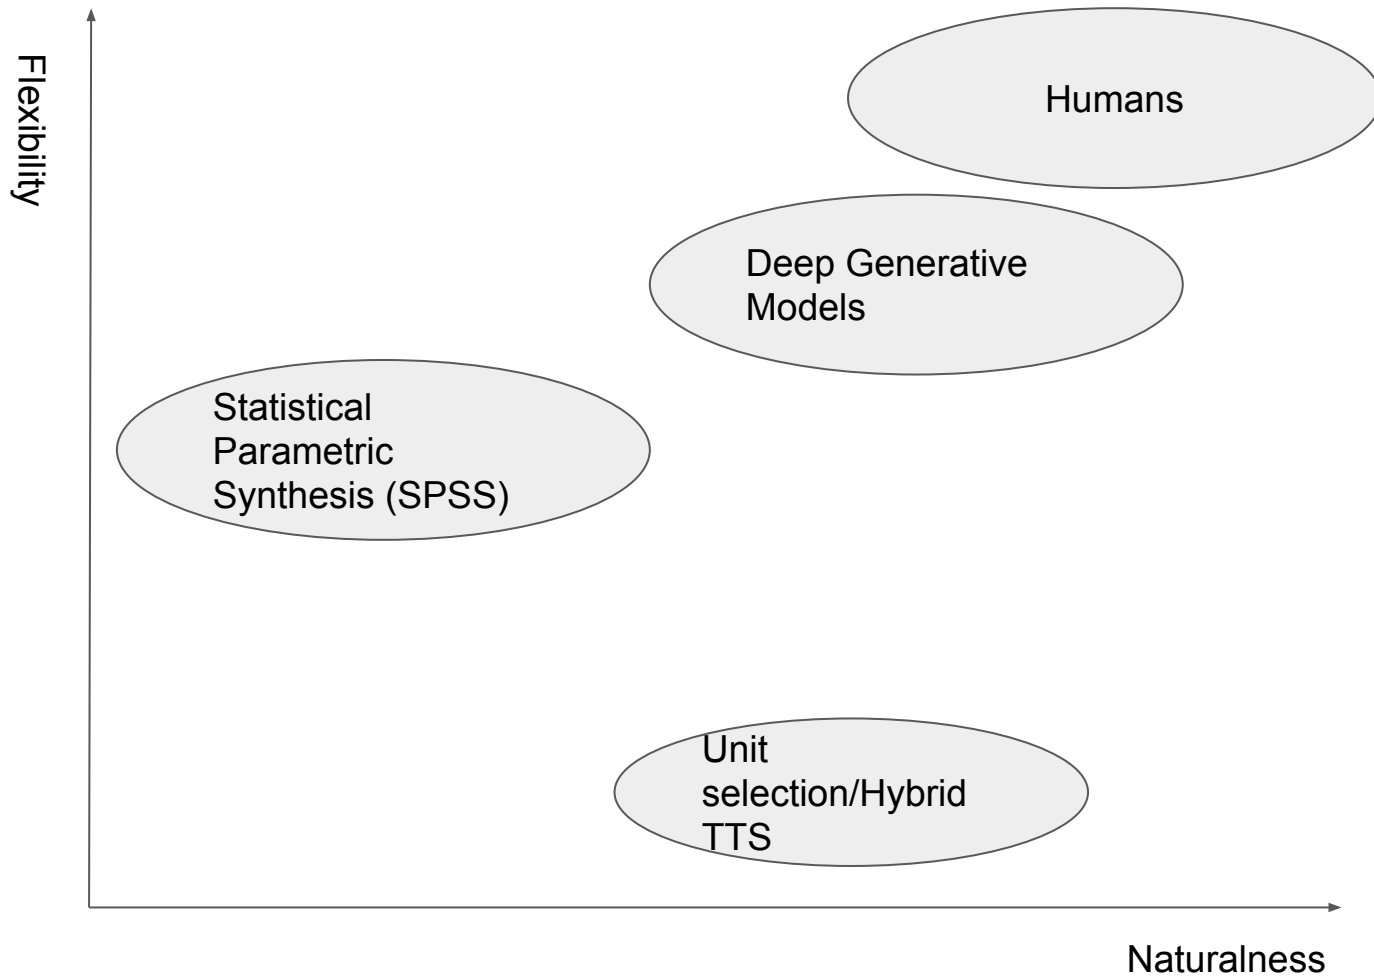 Flexibility
Humans
Deep Generative
Models
Statistical
Parametric
Synthesis (SPSS)
Unit
selection/Hybrid
TTS
Naturalness